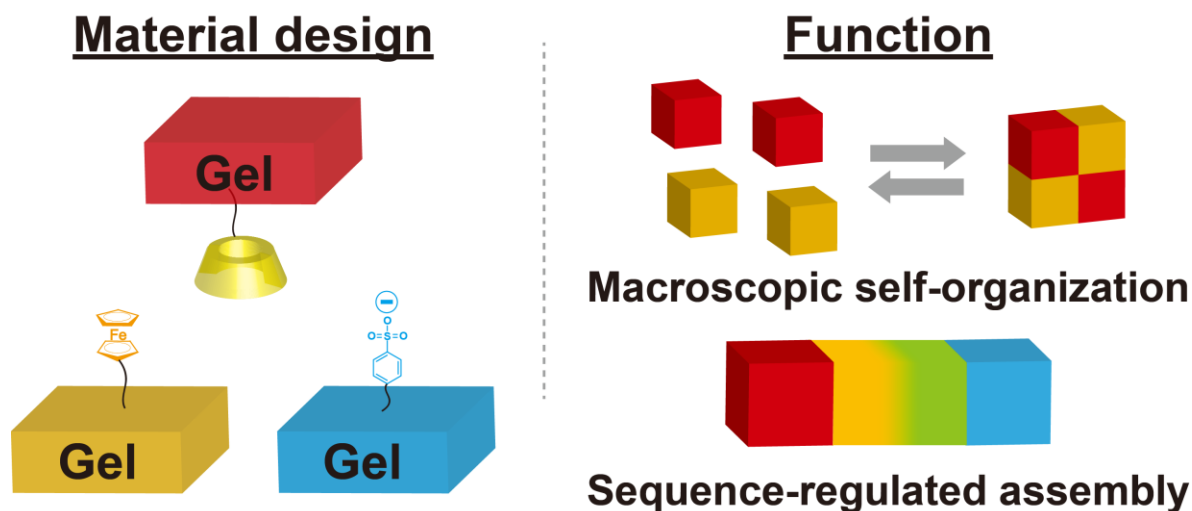 Material design
Gel
Fe
O
O=S=O
Gel
Gel
Function
Macroscopic self-organization
Sequence-regulated assembly